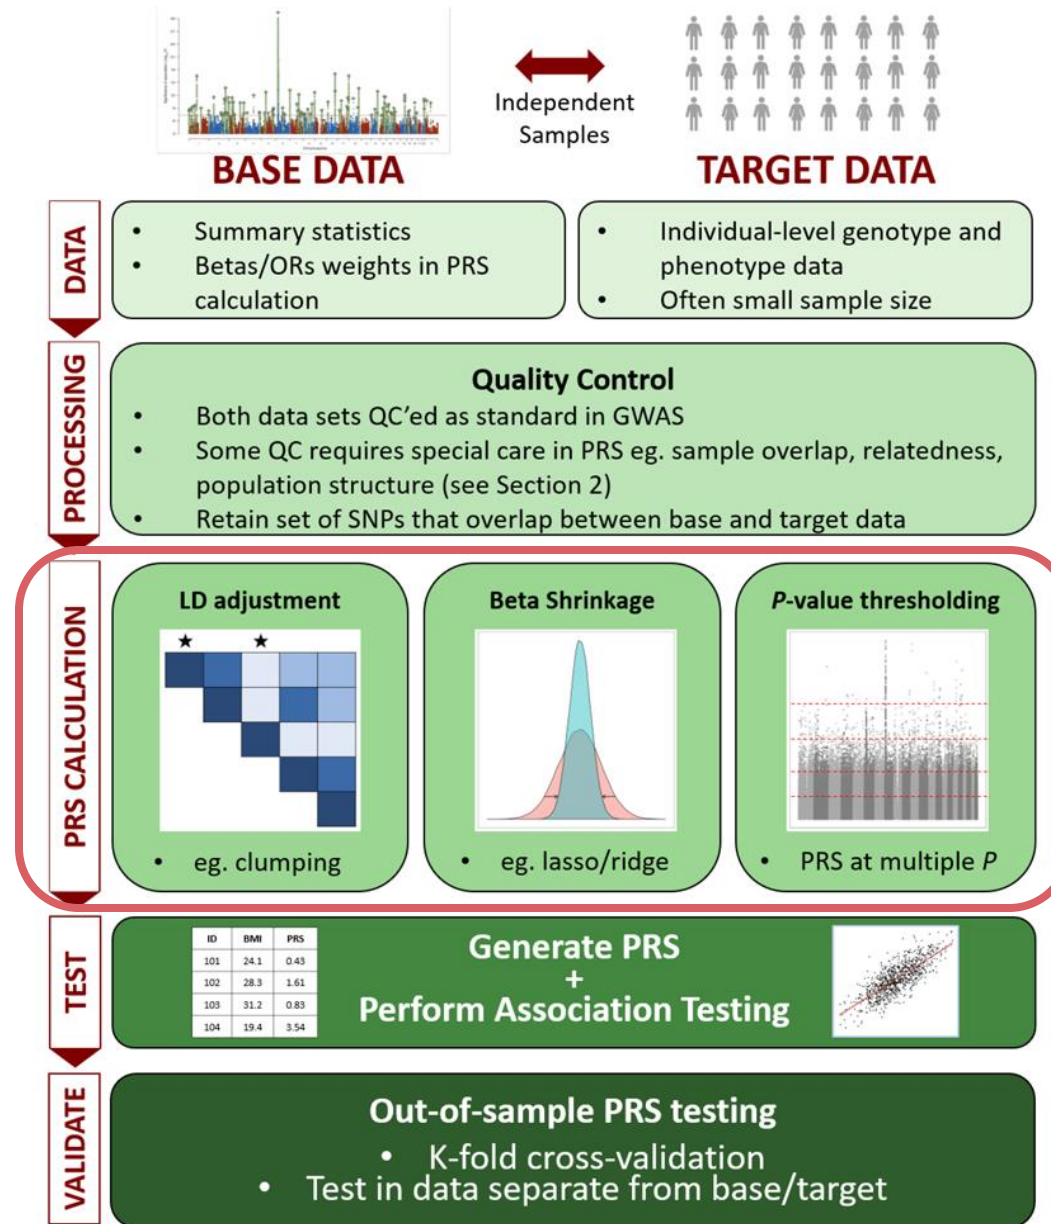 Independent
Samples
BASE DATA
TARGET DATA
DATA
• Summary statistics
• Betas/ORs weights in PRS
calculation
• Individual-level genotype and
phenotype data
• Often small sample size
PROCESSING
Quality Control
• Both data sets QC’ed as standard in GWAS
• Some QC requires special care in PRS eg. sample overlap, relatedness,
population structure (see Section 2)
• Retain set of SNPs that overlap between base and target data
PRS CALCULATION
LD adjustment
• eg. clumping
Beta Shrinkage
• eg. lasso/ridge
P-value thresholding
• PRS at multiple P
TEST
ID BMI PRS
101 24.1 0.43
102 28.3 1.61
103 31.2 0.83
104 19.4 3.54
Generate PRS
+
Perform Association Testing
VALIDATE
Out-of-sample PRS testing
• K-fold cross-validation
• Test in data separate from base/target